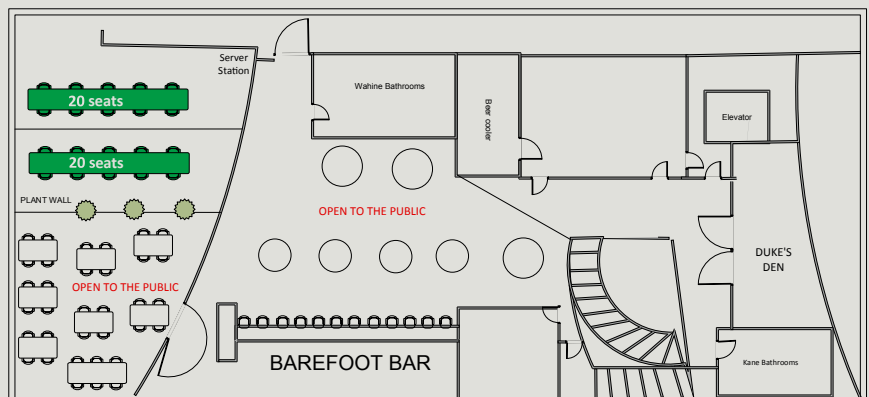 Server
Station
Wahine Bathrooms
Beer cooler
20 seats
Elevator
20 seats
PLANT WALL
OPEN TO THE PUBLIC
DUKE'S
DEN
OPEN TO THE PUBLIC
BAREFOOT BAR
Kane Bathrooms